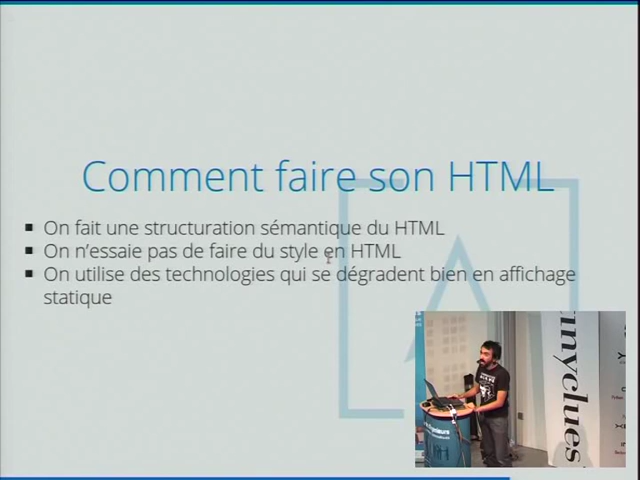 Comment faire son HTML
On fait une structuration sémantique du HTML
On n'essaie pas de faire du style en HTML
On utilise des technologies qui se dégradent bien en affichage
statique
inyclues